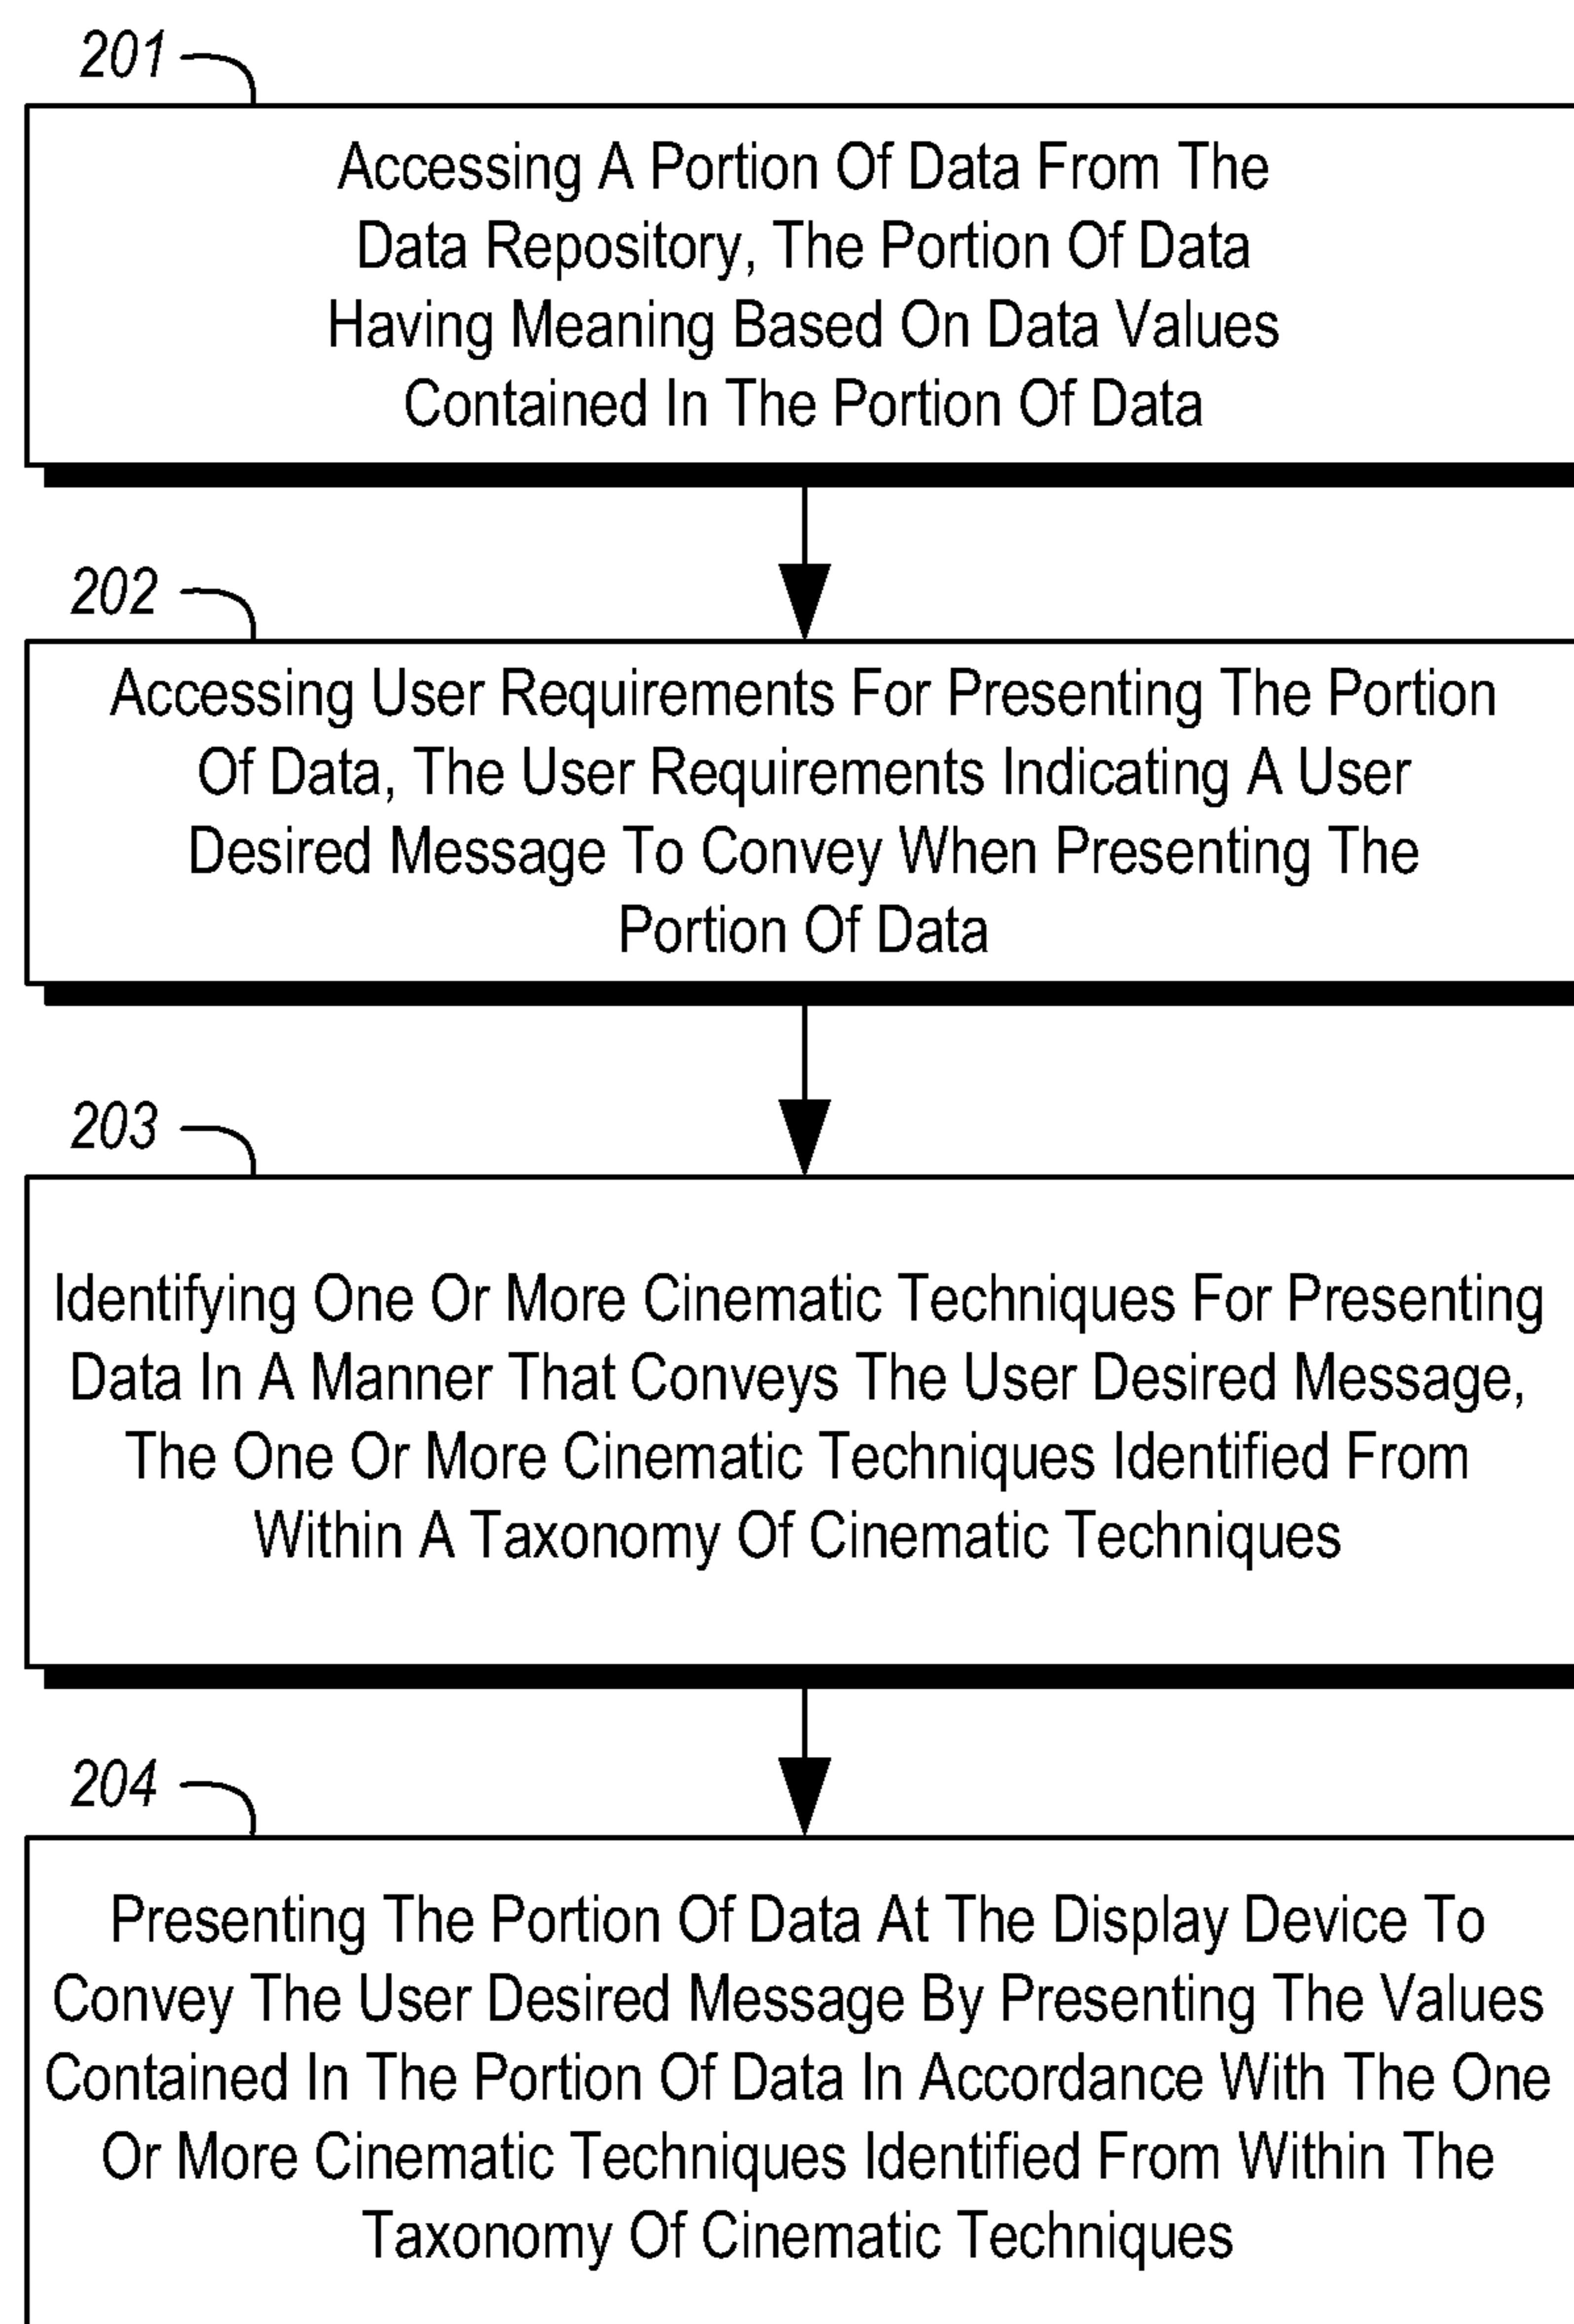 201
Accessing A Portion Of Data From The
Data Repository, The Portion Of Data
Having Meaning Based On Data Values
Contained In The Portion Of Data
202
Accessing User Requirements For Presenting The Portion
Of Data, The User Requirements Indicating A User
Desired Message To Convey When Presenting The
Portion Of Data
203
Identifying One Or More Cinematic Techniques For Presenting
Data In A Manner That Conveys The User Desired Message,
The One Or More Cinematic Techniques Identified From
Within A Taxonomy Of Cinematic Techniques
204
Presenting The Portion Of Data At The Display Device To
Convey The User Desired Message By Presenting The Values
Contained In The Portion Of Data In Accordance With The One
Or More Cinematic Techniques Identified From Within The
Taxonomy Of Cinematic Techniques